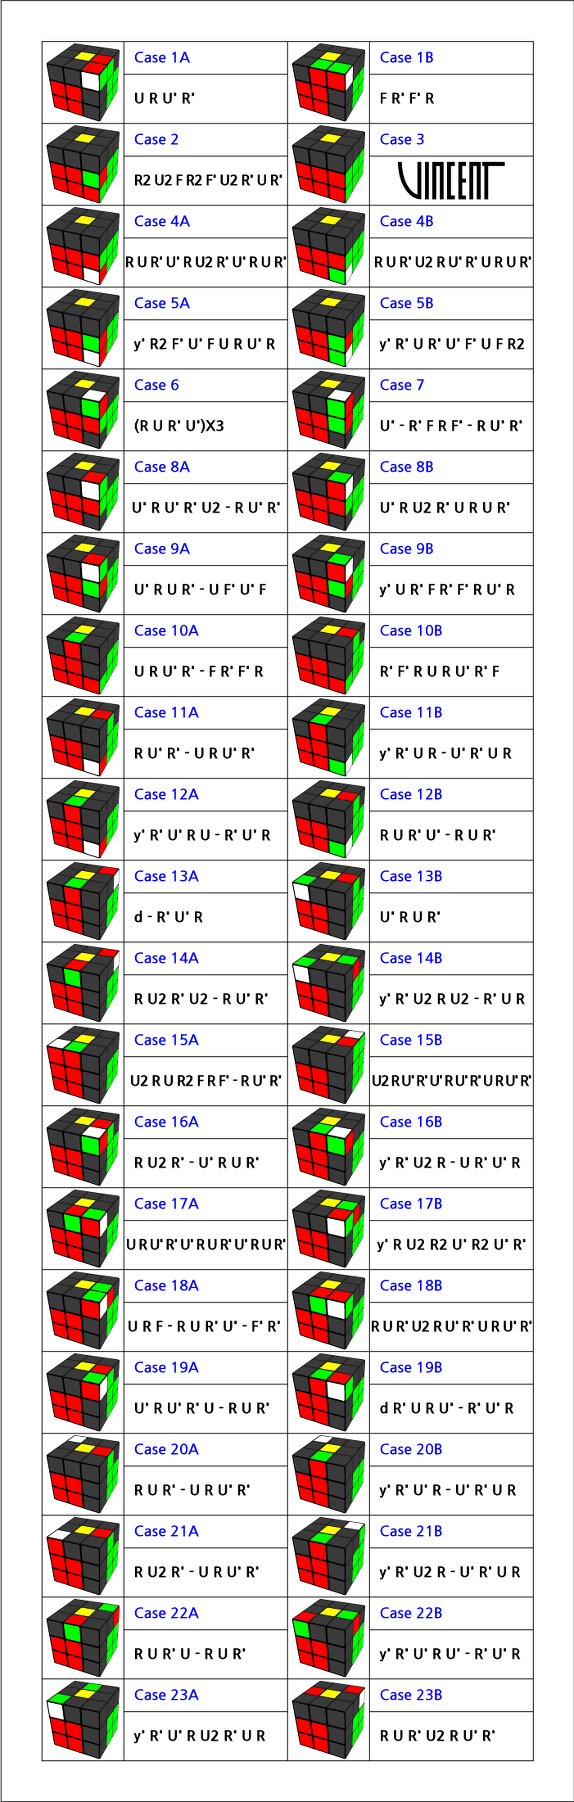 Case 1A
U R U' R'
Case 1B
F R' F' R
Case 2
R2 U2 F R2 F' U2 R' U R'
Case 3
VINCENT
Case 4A
R U R' U' R U2 R' U' R U R'
Case 4B
R U R' U2 R U' R' U R U R'
Case 5A
y' R2 F' U' F U R U' R
Case 5B
y' R' U R' U' F' U F R2
Case 6
(R U R' U')X3
Case 7
U' - R' F R F' - R U' R'
Case 8A
U' R U' R' U2 - R U' R'
Case 8B
U' R U2 R' U R U R'
Case 9A
U' R U R' - U F' U' F
Case 9B
y' U R' F R' F' R U' R
Case 10A
U R U' R' - F R' F' R
Case 10B
R' F' R U R U' R' F
Case 11A
R U' R' - U R U' R'
Case 11B
y' R' U R - U' R' U R
Case 12A
y' R' U' R U - R' U' R
Case 12B
R U R' U' - R U R'
Case 13A
d - R' U' R
Case 13B
U' R U R'
Case 14A
R U2 R' U2 - R U' R'
Case 14B
y' R' U2 R U2 - R' U R
Case 15A
U2 R U R2 F R F' - R U' R'
Case 15B
U2 R U' R' U' R U' R' U R U' R'
Case 16A
R U2 R' - U' R U R'
Case 16B
y' R' U2 R - U R' U' R
Case 17A
U R U' R' U' R U R' U' R U R'
Case 17B
y' R U2 R2 U' R2 U' R'
Case 18A
U R F - R U R' U' - F' R'
Case 18B
R U R' U2 R U' R' U R U' R'
Case 19A
U' R U' R' U - R U R'
Case 19B
d R' U R U' - R' U' R
Case 20A
R U R' - U R U' R'
Case 20B
y' R' U' R - U' R' U R
Case 21A
R U2 R' - U R U' R'
Case 21B
y' R' U2 R - U' R' U R
Case 22A
R U R' U - R U R'
Case 22B
y' R' U' R U' - R' U' R
Case 23A
y' R' U' R U2 R' U R
Case 23B
R U R' U2 R U' R'